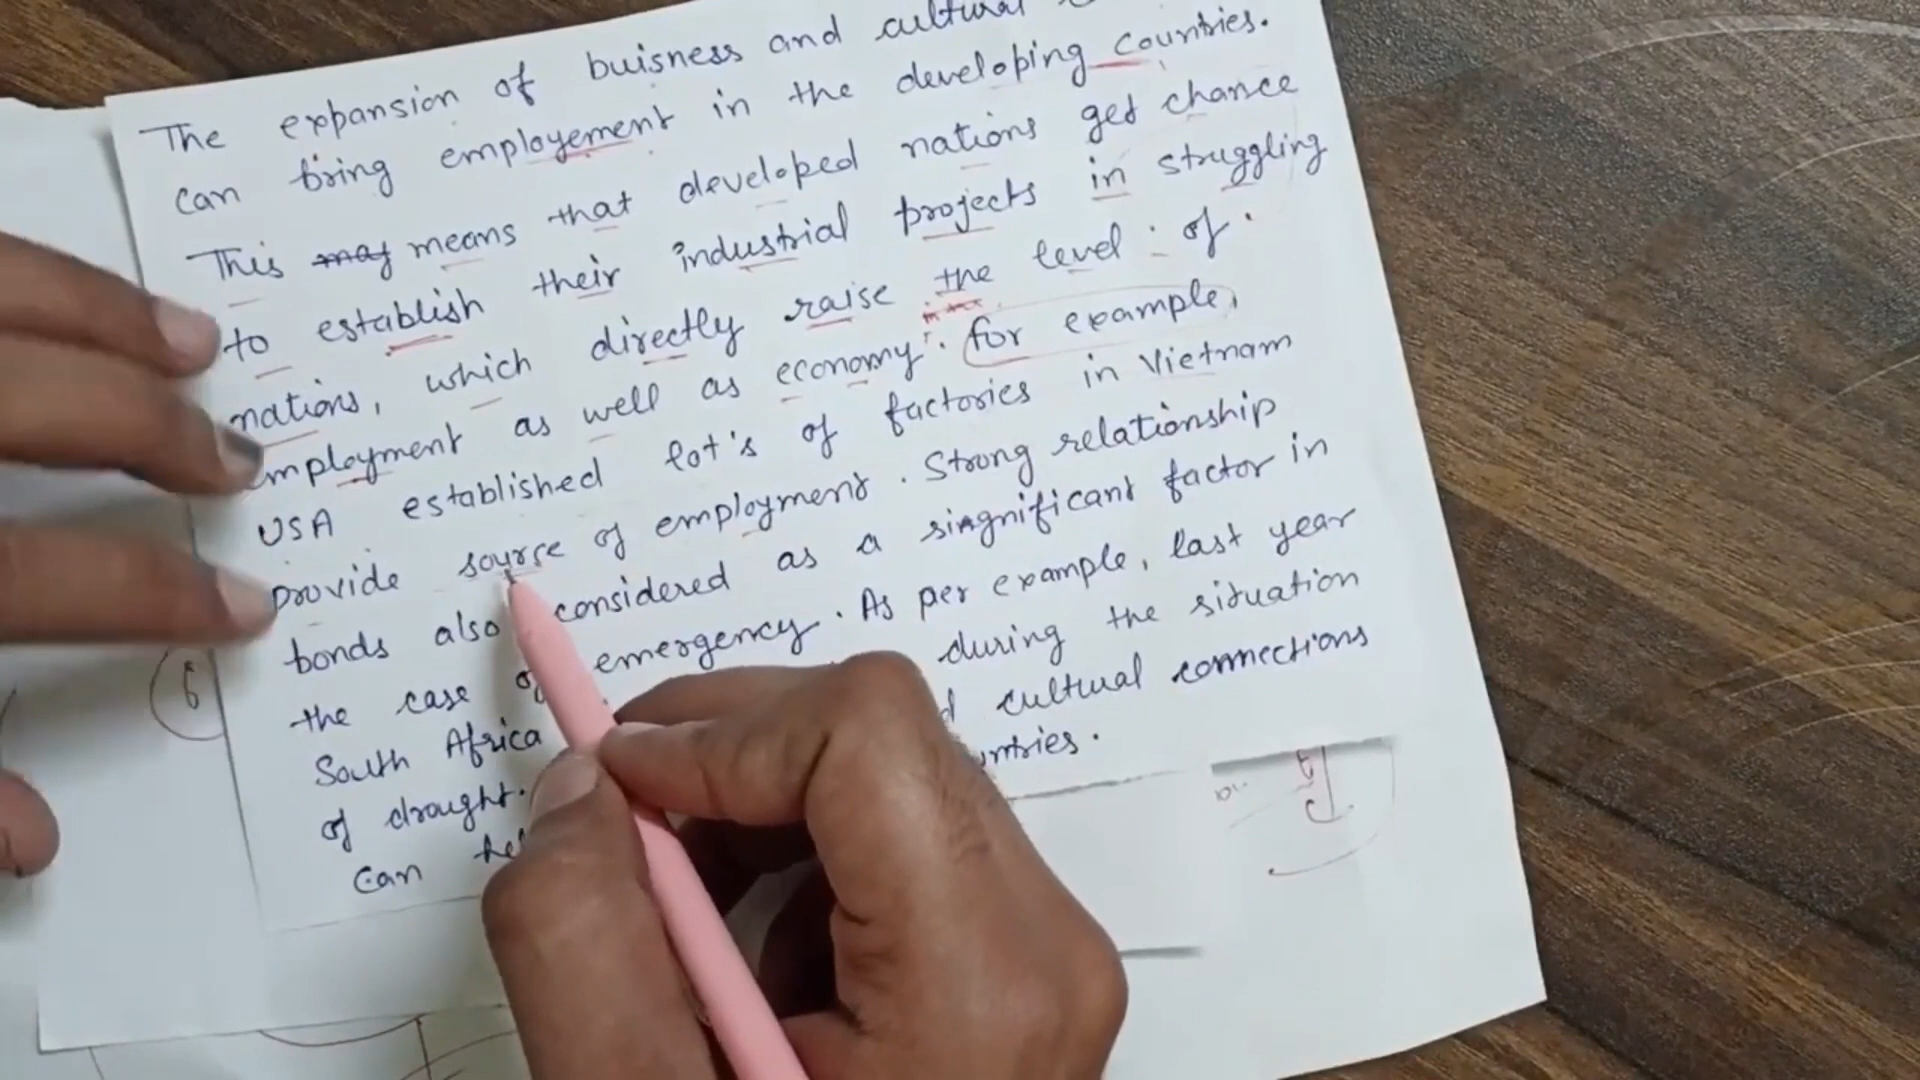 The expansion of buisness and cultural
can bring employement in the developing countries.
This may means that developed nations get chance
to establish their industrial projects in struggling
nations, which directly raise the level of
employment as well as economy. for example,
USA established lot's of factories in Vietnam
provide sourse of employment. Strong relationship
bonds also considered as a singnificant factor in
the case of emergency. As per example, last year
South Africa during the situation
of draught. cultual connections
can
6